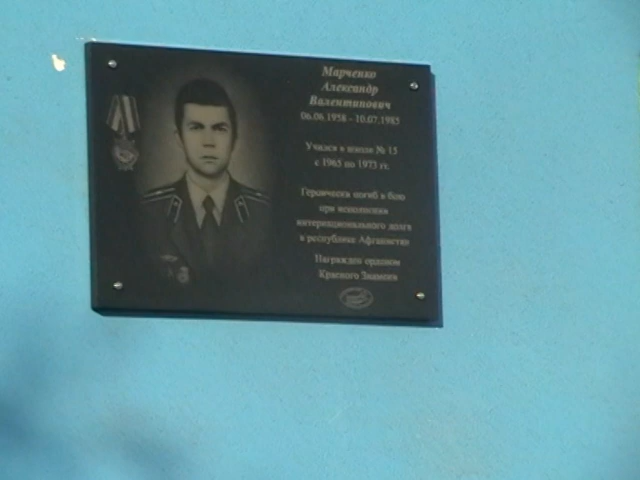 Марченко
Александр
Валентинович
06.06.1958 - 10.07.1985
Учился в школе № 15
с 1965 по 1973 гг.
Героически погиб в бою
при исполнении
интернационального долга
в республике Афганистан
Награжден орденом
Красного Знамени